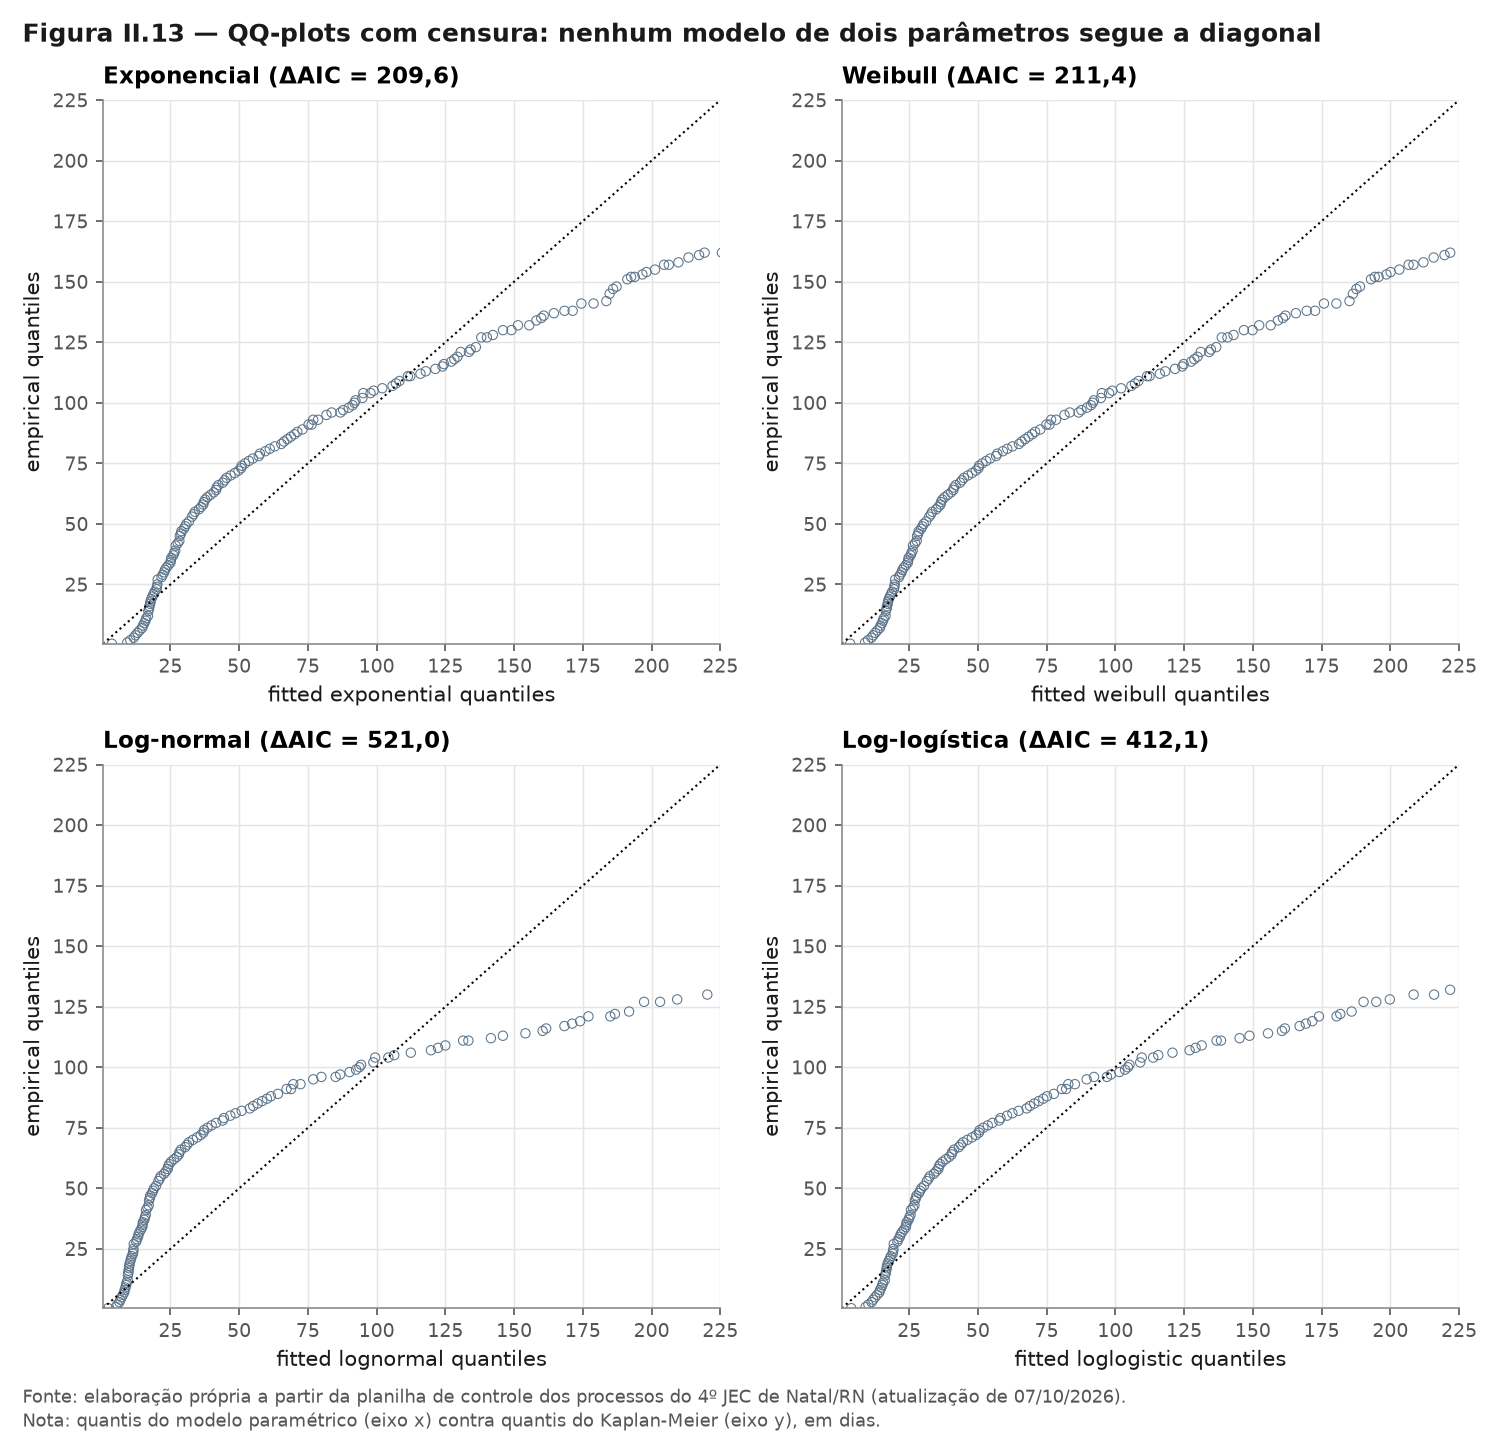 Figura II.13 — QQ-plots com censura: nenhum modelo de dois parâmetros segue a diagonal
Exponencial (ΔAIC = 209,6)
225
200
175
150
125
100
75
50
25
empirical quantiles
25 50 75 100 125 150 175 200 225
fitted exponential quantiles
Weibull (ΔAIC = 211,4)
225
200
175
150
125
100
75
50
25
empirical quantiles
25 50 75 100 125 150 175 200 225
fitted weibull quantiles
Log-normal (ΔAIC = 521,0)
225
200
175
150
125
100
75
50
25
empirical quantiles
25 50 75 100 125 150 175 200 225
fitted lognormal quantiles
Log-logística (ΔAIC = 412,1)
225
200
175
150
125
100
75
50
25
empirical quantiles
25 50 75 100 125 150 175 200 225
fitted loglogistic quantiles
Fonte: elaboração própria a partir da planilha de controle dos processos do 4º JEC de Natal/RN (atualização de 07/10/2026).
Nota: quantis do modelo paramétrico (eixo x) contra quantis do Kaplan-Meier (eixo y), em dias.